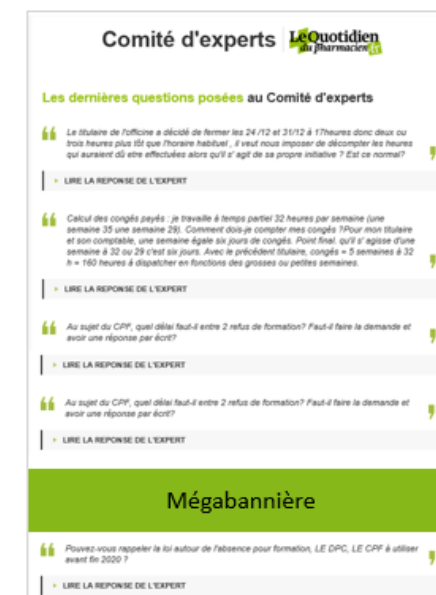 Comité d'experts LeQuotidien
du pharmacien.fr
Les dernières questions posées au Comité d'experts
Le titulaire de l'officine a décidé de fermer les 24 /12 et 31/12 à 17heures donc deux ou
trois heures plus tôt que l'horaire habituel , il veut nous imposer de décompter les heures
qui auraient dû etre effectuées alors qu'il s' agit de sa propre initiative ? Est ce normal?
LIRE LA REPONSE DE L'EXPERT
Calcul des congés payés : je travaille à temps partiel 32 heures par semaine (une
semaine 35 une semaine 29). Comment dois-je compter mes congés ?Pour mon titulaire
et son comptable, une semaine égale six jours de congés. Point final. qu'il s' agisse d'une
semaine à 32 ou 29 c'est six jours. Avec le précédent titulaire, congés = 5 semaines à 32
h = 160 heures à dispatcher en fonctions des grosses ou petites semaines.
LIRE LA REPONSE DE L'EXPERT
Au sujet du CPF, quel délai faut-il entre 2 refus de formation? Faut-il faire la demande et
avoir une réponse par écrit?
LIRE LA REPONSE DE L'EXPERT
Au sujet du CPF, quel délai faut-il entre 2 refus de formation? Faut-il faire la demande et
avoir une réponse par écrit?
LIRE LA REPONSE DE L'EXPERT
Mégabannière
Pouvez-vous rappeler la loi autour de l'absence pour formation, LE DPC, LE CPF à utiliser
avant fin 2020 ?
LIRE LA REPONSE DE L'EXPERT